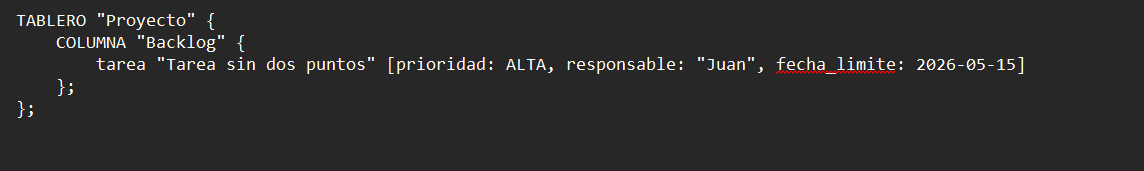 TABLERO "Proyecto" {
    COLUMNA "Backlog" {
        tarea "Tarea sin dos puntos" [prioridad: ALTA, responsable: "Juan", fecha_limite: 2026-05-15]
    };
};